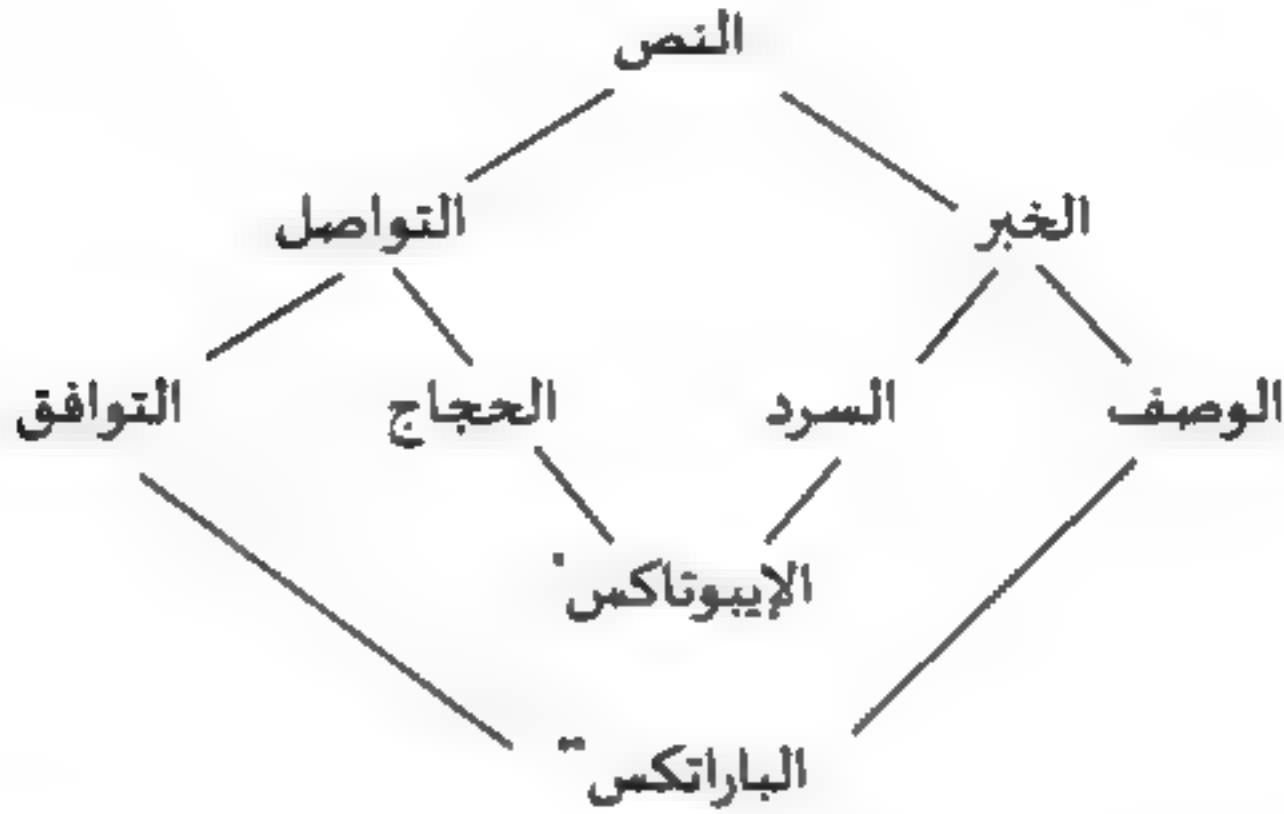 النص
الخبر التواصل
الوصف السرد الحجاج التوافق
الإيبوتاكس*
الباراتكس**